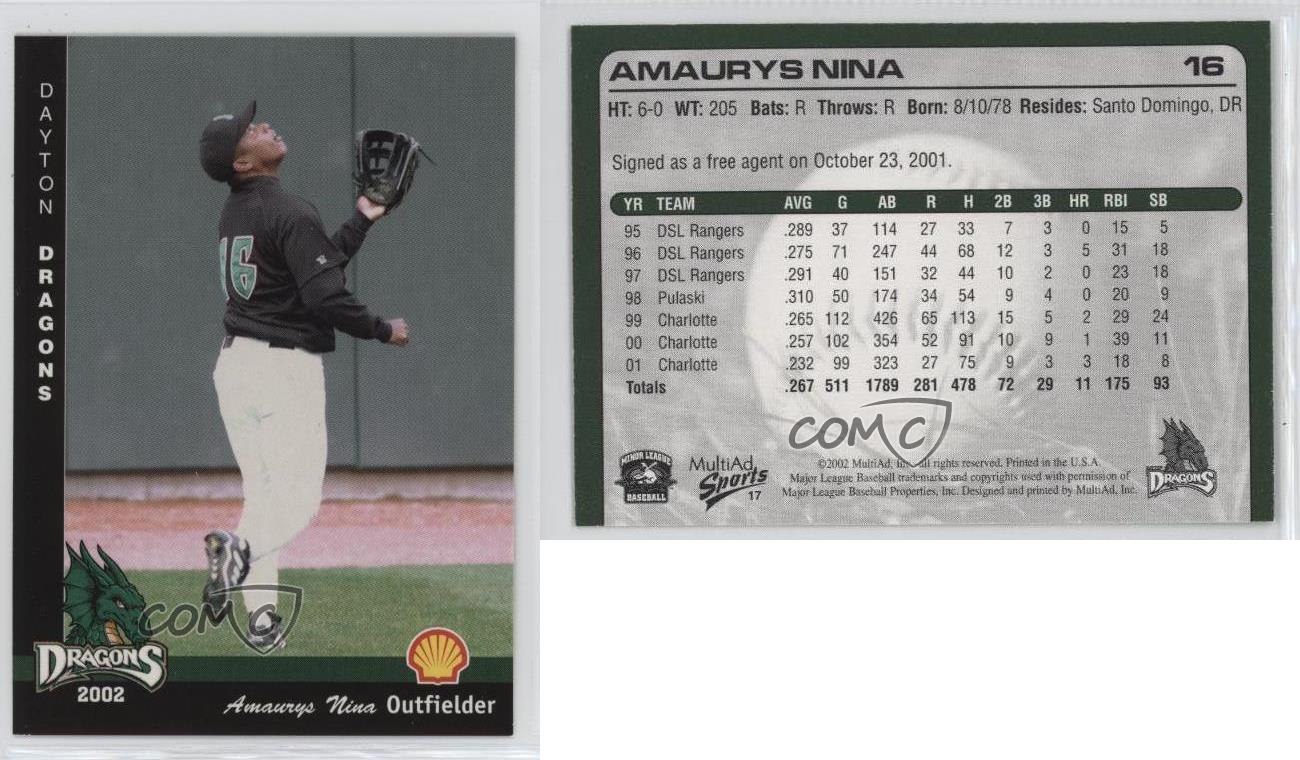 DAYTON DRAGONS
16
DRAGONS
2002
COMC
Amaurys Nina Outfielder
AMAURYS NINA 16
HT: 6-0 WT: 205 Bats: R Throws: R Born: 8/10/78 Resides: Santo Domingo, DR
Signed as a free agent on October 23, 2001.
YR TEAM AVG G AB R H 2B 3B HR RBI SB
95 DSL Rangers .289 37 114 27 33 7 3 0 15 5
96 DSL Rangers .275 71 247 44 68 12 3 5 31 18
97 DSL Rangers .291 40 151 32 44 10 2 0 23 18
98 Pulaski .310 50 174 34 54 9 4 0 20 9
99 Charlotte .265 112 426 65 113 15 5 2 29 24
00 Charlotte .257 102 354 52 91 10 9 1 39 11
01 Charlotte .232 99 323 27 75 9 3 3 18 8
Totals .267 511 1789 281 478 72 29 11 175 93
COMC
MINOR LEAGUE
BASEBALL
MultiAd
Sports
17
©2002 MultiAd, Inc. all rights reserved. Printed in the U.S.A.
Major League Baseball trademarks and copyrights used with permission of
Major League Baseball Properties, Inc. Designed and printed by MultiAd, Inc.
DRAGONS